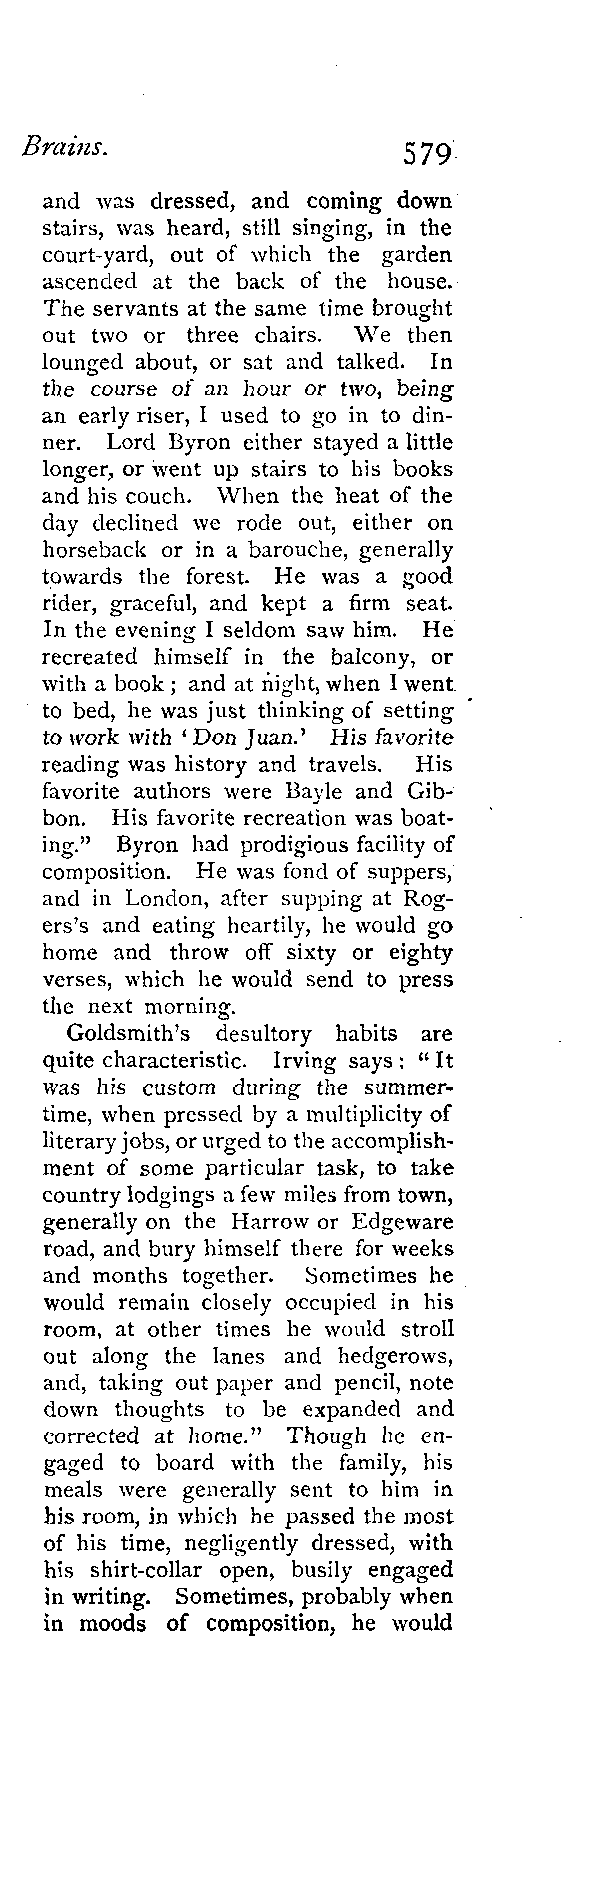 Brains. 579
and was dressed, and coming down
stairs, was heard, still singing, in the
court-yard, out of which the garden
ascended at the back of the house.
The servants at the same time brought
out two or three chairs. We then
lounged about, or sat and talked. In
the course of an hour or two, being
an early riser, I used to go in to din-
ner. Lord Byron either stayed a little
longer, or went up stairs to his books
and his couch. When the heat of the
day declined we rode out, either on
horseback or in a barouche, generally
towards the forest. He was a good
rider, graceful, and kept a firm seat.
In the evening I seldom saw him. He
recreated himself in the balcony, or
with a book; and at night, when I went
to bed, he was just thinking of setting
to work with ‘Don Juan.’ His favorite
reading was history and travels. His
favorite authors were Bayle and Gib-
bon. His favorite recreation was boat-
ing.” Byron had prodigious facility of
composition. He was fond of suppers,
and in London, after supping at Rog-
ers's and eating heartily, he would go
home and throw off sixty or eighty
verses, which he would send to press
the next morning.
Goldsmith's desultory habits are
quite characteristic. Irving says: “It
was his custom during the summer-
time, when pressed by a multiplicity of
literary jobs, or urged to the accomplish-
ment of some particular task, to take
country lodgings a few miles from town,
generally on the Harrow or Edgeware
road, and bury himself there for weeks
and months together. Sometimes he
would remain closely occupied in his
room, at other times he would stroll
out along the lanes and hedgerows,
and, taking out paper and pencil, note
down thoughts to be expanded and
corrected at home.” Though he en-
gaged to board with the family, his
meals were generally sent to him in
his room, in which he passed the most
of his time, negligently dressed, with
his shirt-collar open, busily engaged
in writing. Sometimes, probably when
in moods of composition, he would